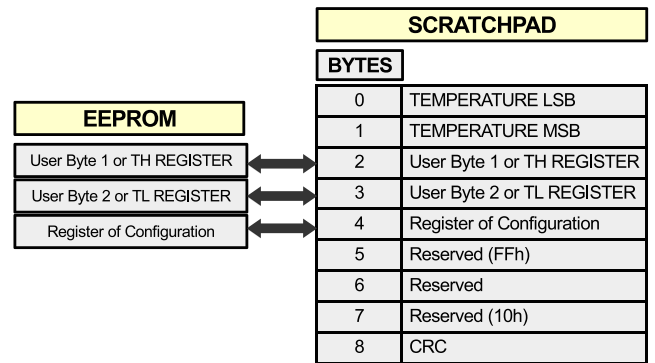 SCRATCHPAD
BYTES
EEPROM
User Byte 1 or TH REGISTER
User Byte 2 or TL REGISTER
Register of Configuration
0 TEMPERATURE LSB
1 TEMPERATURE MSB
2 User Byte 1 or TH REGISTER
3 User Byte 2 or TL REGISTER
4 Register of Configuration
5 Reserved (FFh)
6 Reserved
7 Reserved (10h)
8 CRC